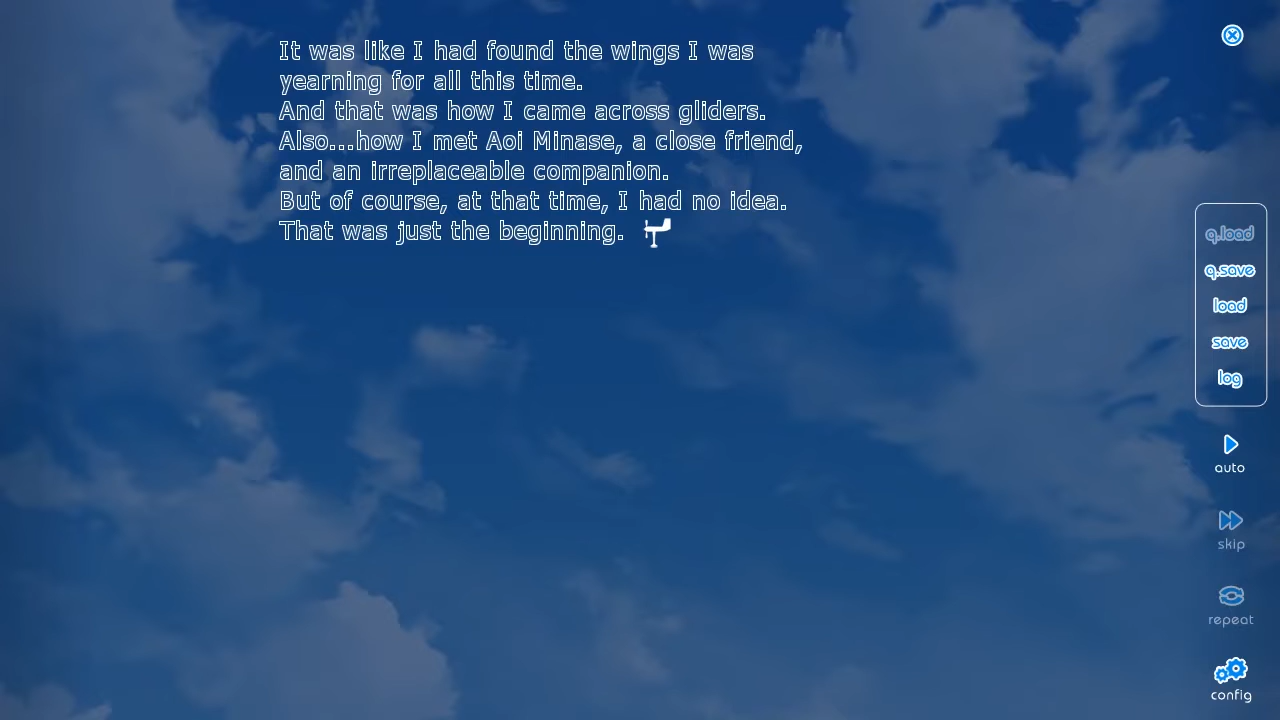 It was like I had found the wings I was
yearning for all this time.
And that was how I came across gliders.
Also...how I met Aoi Minase, a close friend,
and an irreplaceable companion.
But of course, at that time, I had no idea.
That was just the beginning.
q.load
q.save
load
save
log
auto
skip
repeat
config